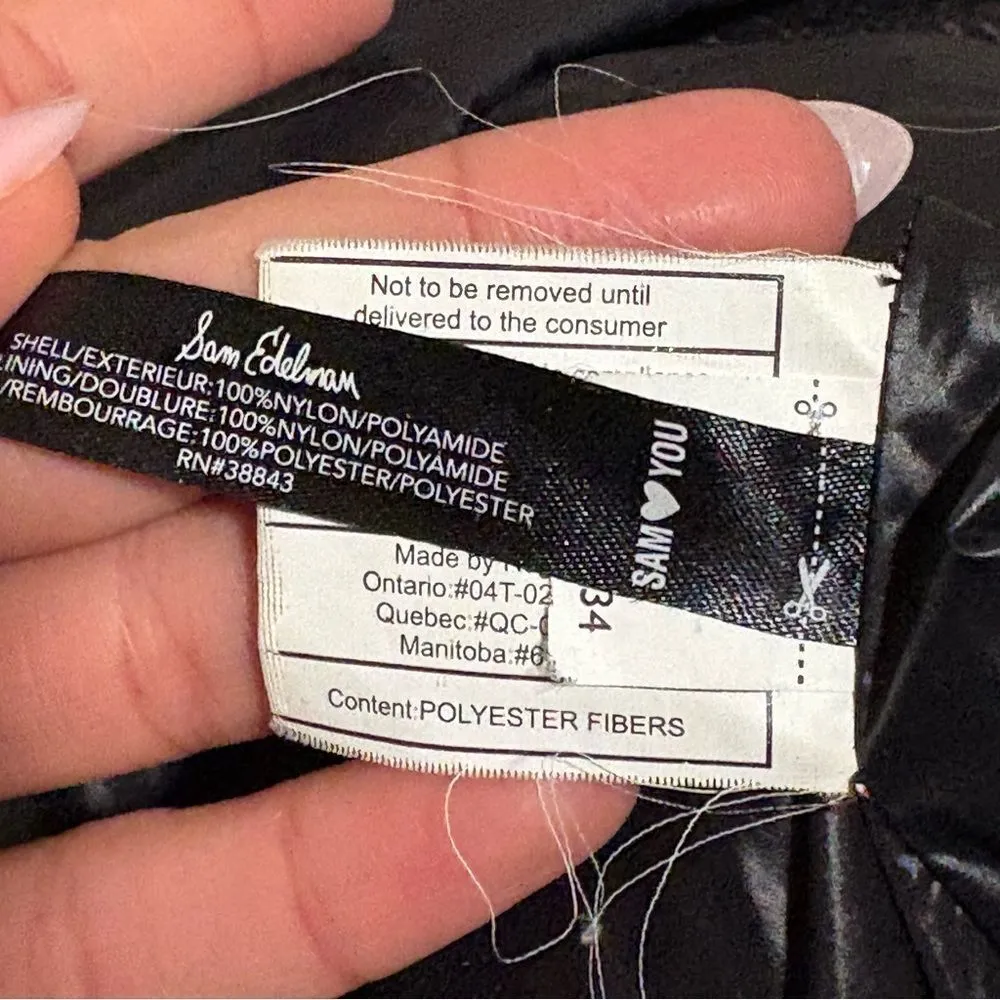 Not to be removed until
delivered to the consumer
Sam Edelman
SHELL/EXTERIEUR:100%NYLON/POLYAMIDE
LINING/DOUBLURE:100%NYLON/POLYAMIDE
/REMBOURRAGE:100%POLYESTER/POLYESTER
RN#38843
SAM♥YOU
Made by
Ontario:#04T-02
Quebec:#QC-
Manitoba:#6
34
Content:POLYESTER FIBERS